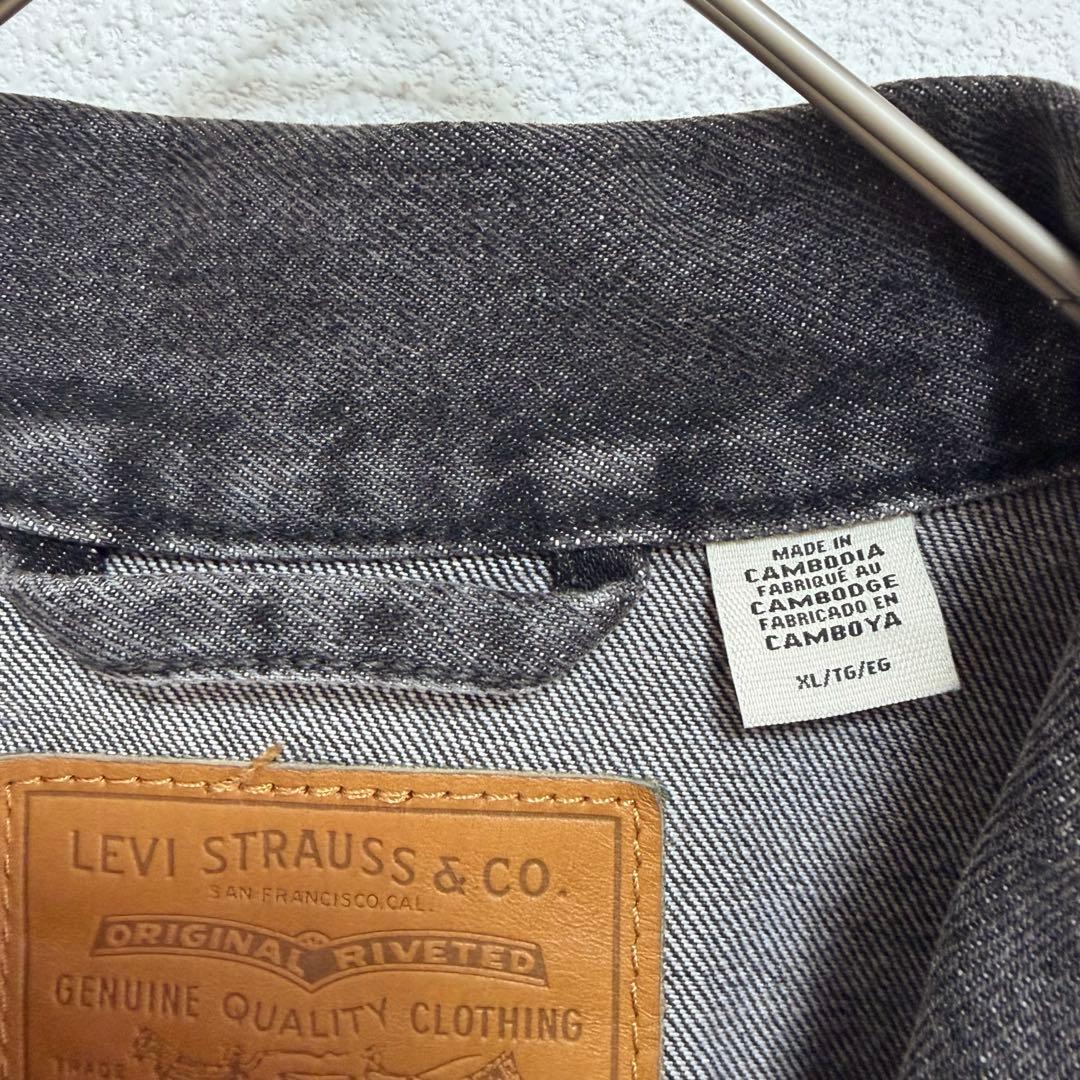 MADE IN
CAMBODIA
FABRIQUÉ AU
CAMBODGE
FABRICADO EN
CAMBOYA
XL/TG/EG
LEVI STRAUSS & CO.
SAN FRANCISCO, CAL.
ORIGINAL RIVETED
GENUINE QUALITY CLOTHING
TRADE